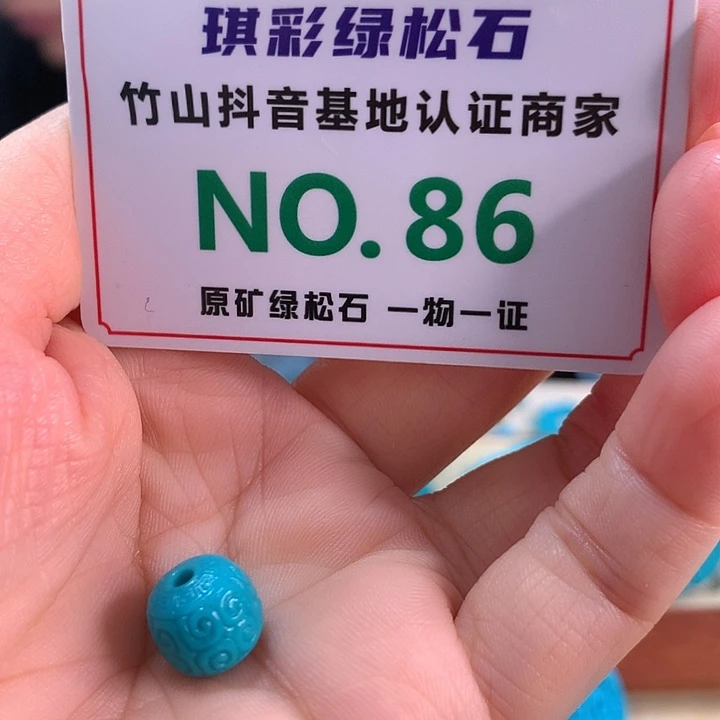 琪彩绿松石
竹山抖音基地认证商家
NO. 86
原矿绿松石 一物一证